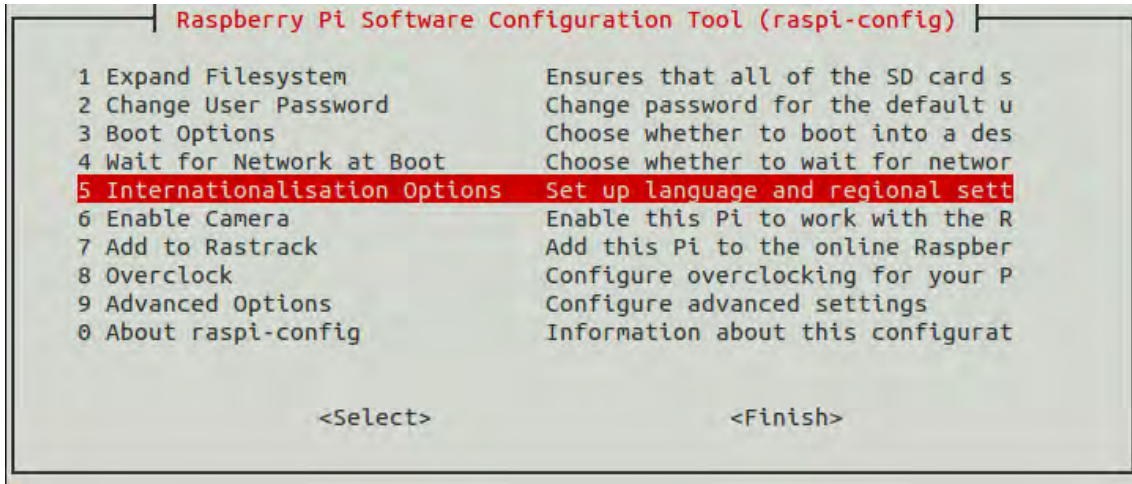 Raspberry Pi Software Configuration Tool (raspi-config)
1 Expand Filesystem Ensures that all of the SD card s
2 Change User Password Change password for the default u
3 Boot Options Choose whether to boot into a des
4 Wait for Network at Boot Choose whether to wait for networ
5 Internationalisation Options Set up language and regional sett
6 Enable Camera Enable this Pi to work with the R
7 Add to Rastrack Add this Pi to the online Raspber
8 Overclock Configure overclocking for your P
9 Advanced Options Configure advanced settings
0 About raspi-config Information about this configurat
<Select> <Finish>